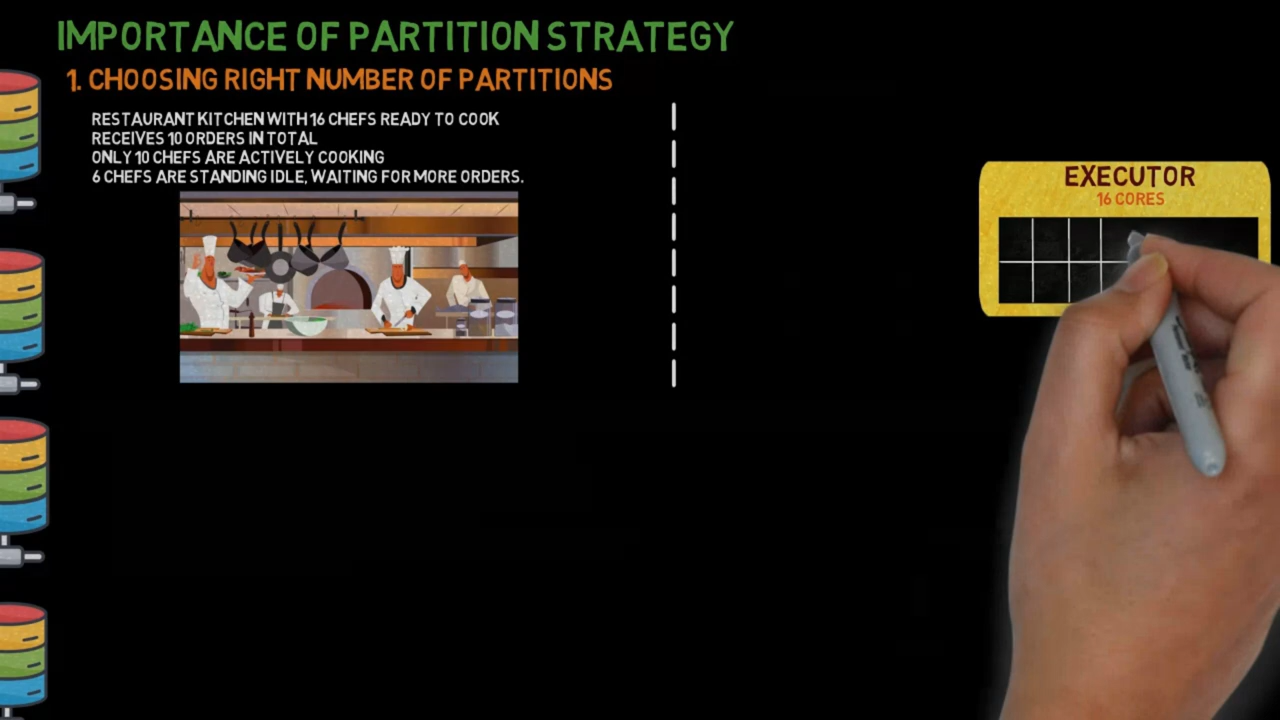 IMPORTANCE OF PARTITION STRATEGY
1. CHOOSING RIGHT NUMBER OF PARTITIONS
RESTAURANT KITCHEN WITH 16 CHEFS READY TO COOK
RECEIVES 10 ORDERS IN TOTAL
ONLY 10 CHEFS ARE ACTIVELY COOKING
6 CHEFS ARE STANDING IDLE, WAITING FOR MORE ORDERS.
EXECUTOR
16 CORES